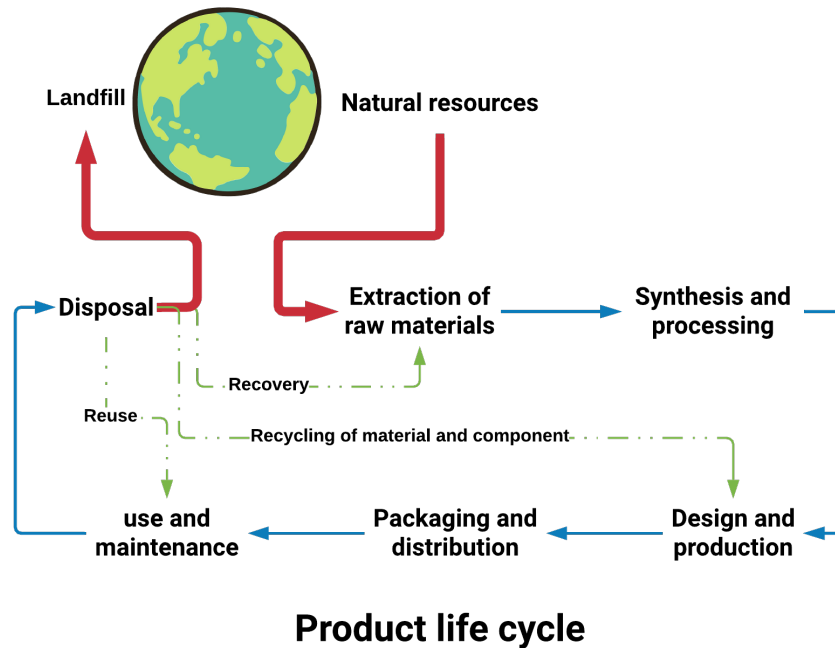 Landfill
Natural resources
Disposal
Extraction of
raw materials
Synthesis and
processing
Recovery
Reuse
Recycling of material and component
use and
maintenance
Packaging and
distribution
Design and
production
Product life cycle